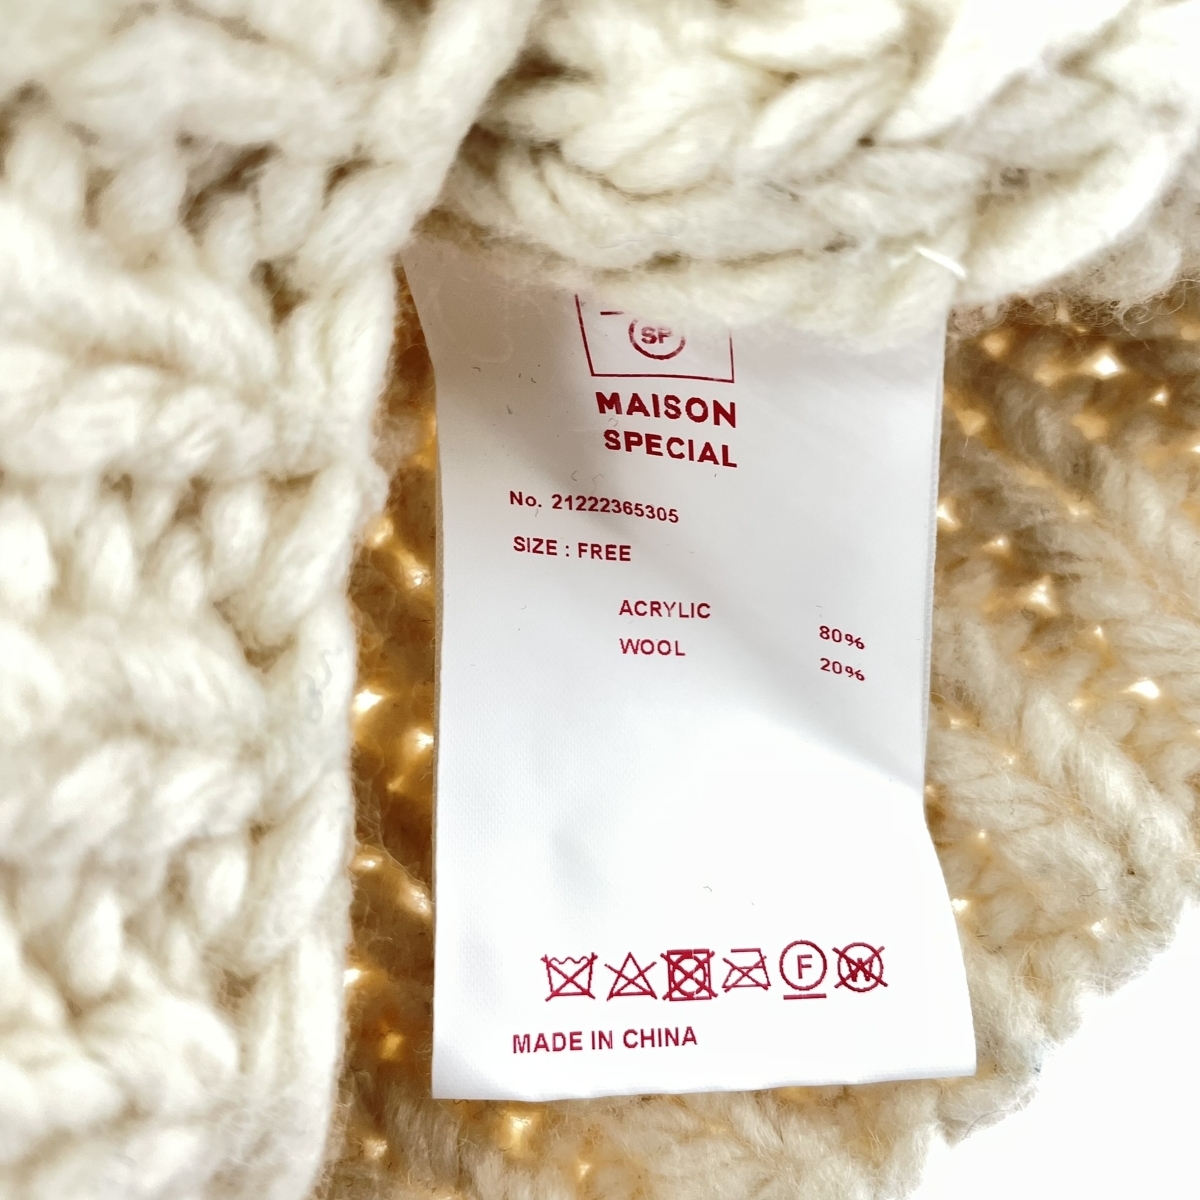 SP
MAISON
SPECIAL
No. 21222365305
SIZE : FREE
ACRYLIC 80%
WOOL 20%
F W
MADE IN CHINA